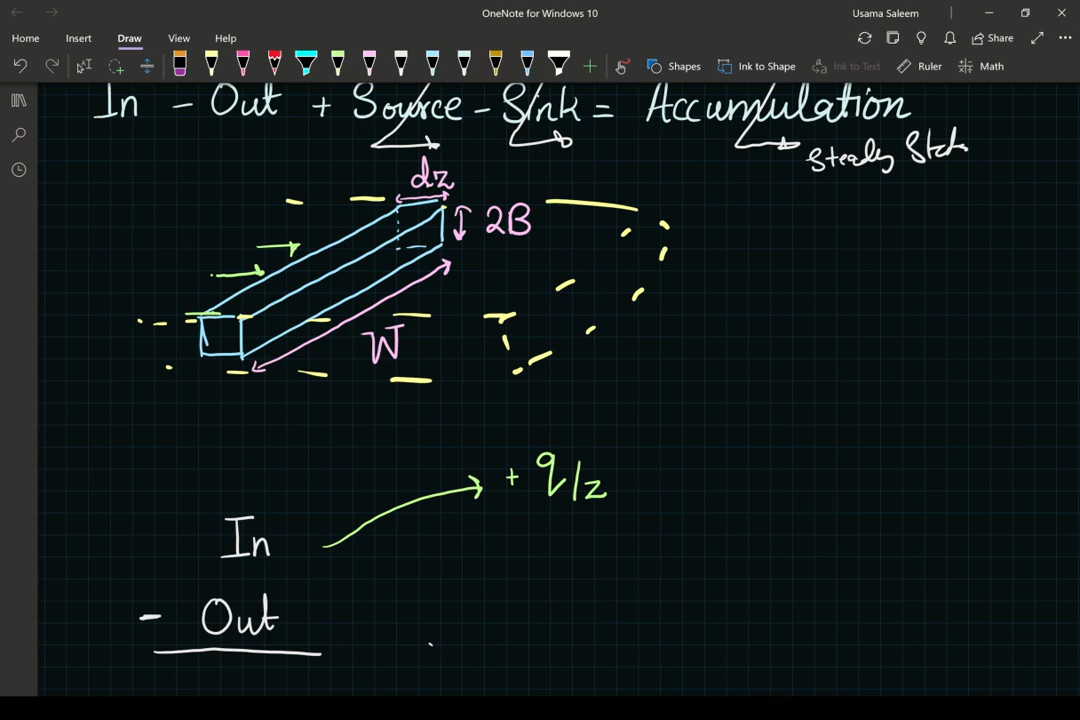 OneNote for Windows 10
Usama Saleem
Home Insert Draw View Help
Share
Shapes Ink to Shape Ink to Text Ruler Math
In - Out + Source - Sink = Accumulation
Steady State
dz
2B
W
+ q/z
In
- Out